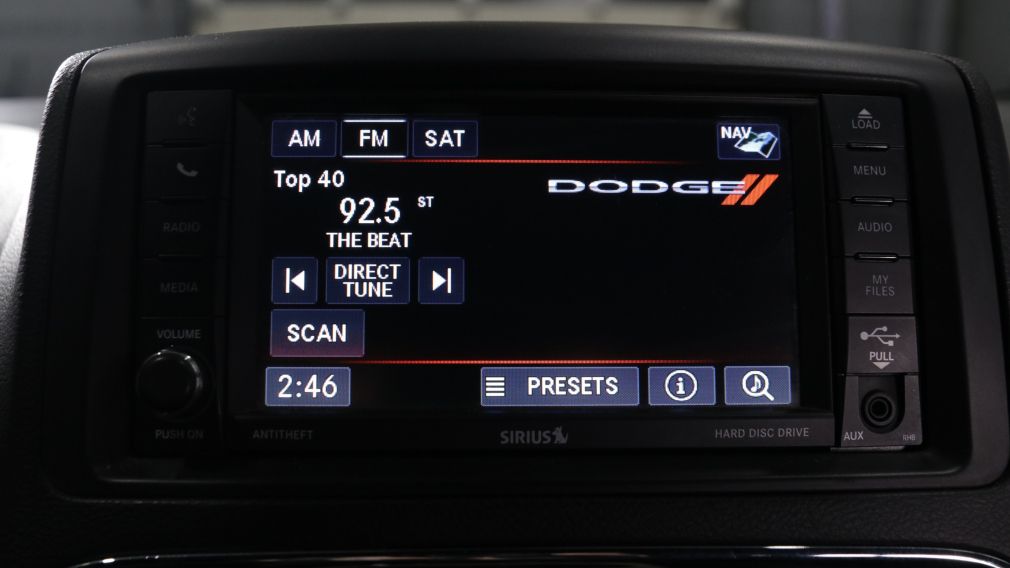 AM FM SAT NAV
Top 40
DODGE
92.5 ST
THE BEAT
DIRECT
TUNE
SCAN
2:46 PRESETS
RADIO
MEDIA
VOLUME
PUSH ON
LOAD
MENU
AUDIO
MY
FILES
PULL
AUX RHB
ANTITHEFT SIRIUS HARD DISC DRIVE